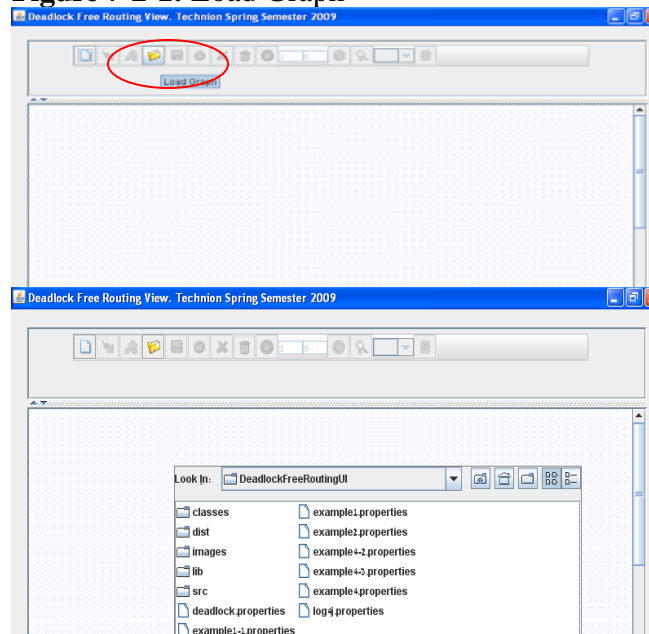 Deadlock Free Routing View. Technion Spring Semester 2009
Load Graph
Deadlock Free Routing View. Technion Spring Semester 2009
Look In: DeadlockFreeRoutingUI
classes example1.properties
dist example2.properties
images example4-2.properties
lib example4-3.properties
src example4.properties
deadlock.properties log4j.properties
example1-1.properties